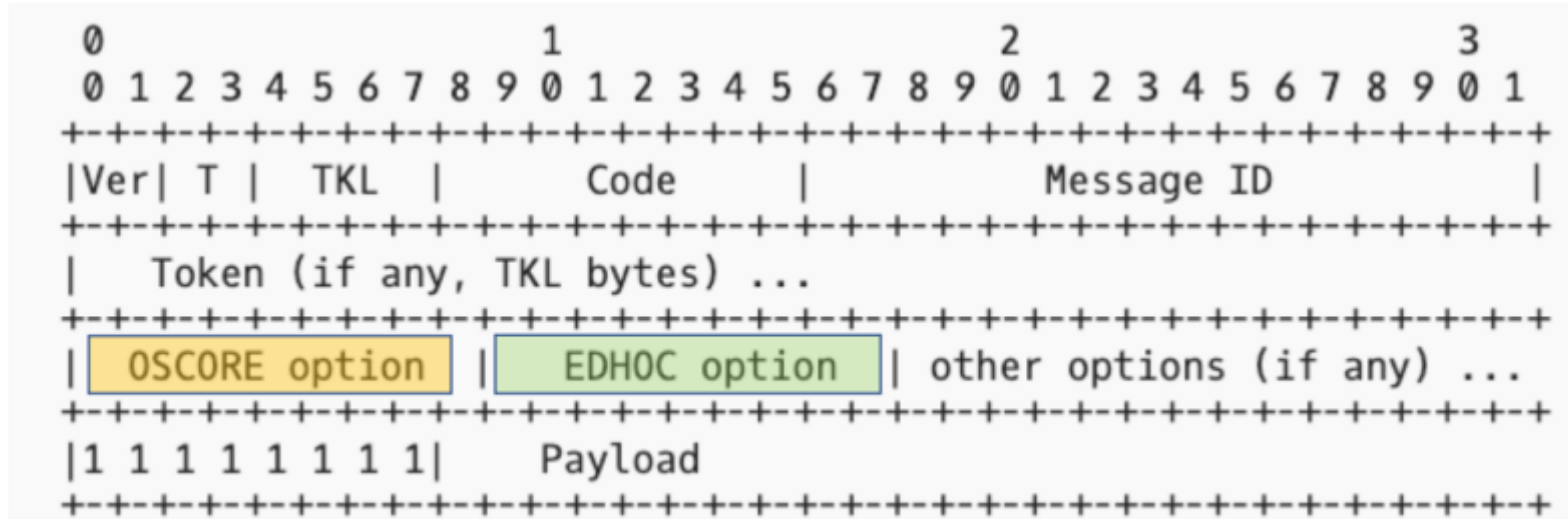 0 1 2 3
0 1 2 3 4 5 6 7 8 9 0 1 2 3 4 5 6 7 8 9 0 1 2 3 4 5 6 7 8 9 0 1
+-+-+-+-+-+-+-+-+-+-+-+-+-+-+-+-+-+-+-+-+-+-+-+-+-+-+-+-+-+-+-+-+
|Ver| T | TKL | Code | Message ID |
+-+-+-+-+-+-+-+-+-+-+-+-+-+-+-+-+-+-+-+-+-+-+-+-+-+-+-+-+-+-+-+-+
| Token (if any, TKL bytes) ...
+-+-+-+-+-+-+-+-+-+-+-+-+-+-+-+-+-+-+-+-+-+-+-+-+-+-+-+-+-+-+-+-+
| OSCORE option | EDHOC option | other options (if any) ...
+-+-+-+-+-+-+-+-+-+-+-+-+-+-+-+-+-+-+-+-+-+-+-+-+-+-+-+-+-+-+-+-+
|1 1 1 1 1 1 1 1| Payload
+-+-+-+-+-+-+-+-+-+-+-+-+-+-+-+-+-+-+-+-+-+-+-+-+-+-+-+-+-+-+-+-+